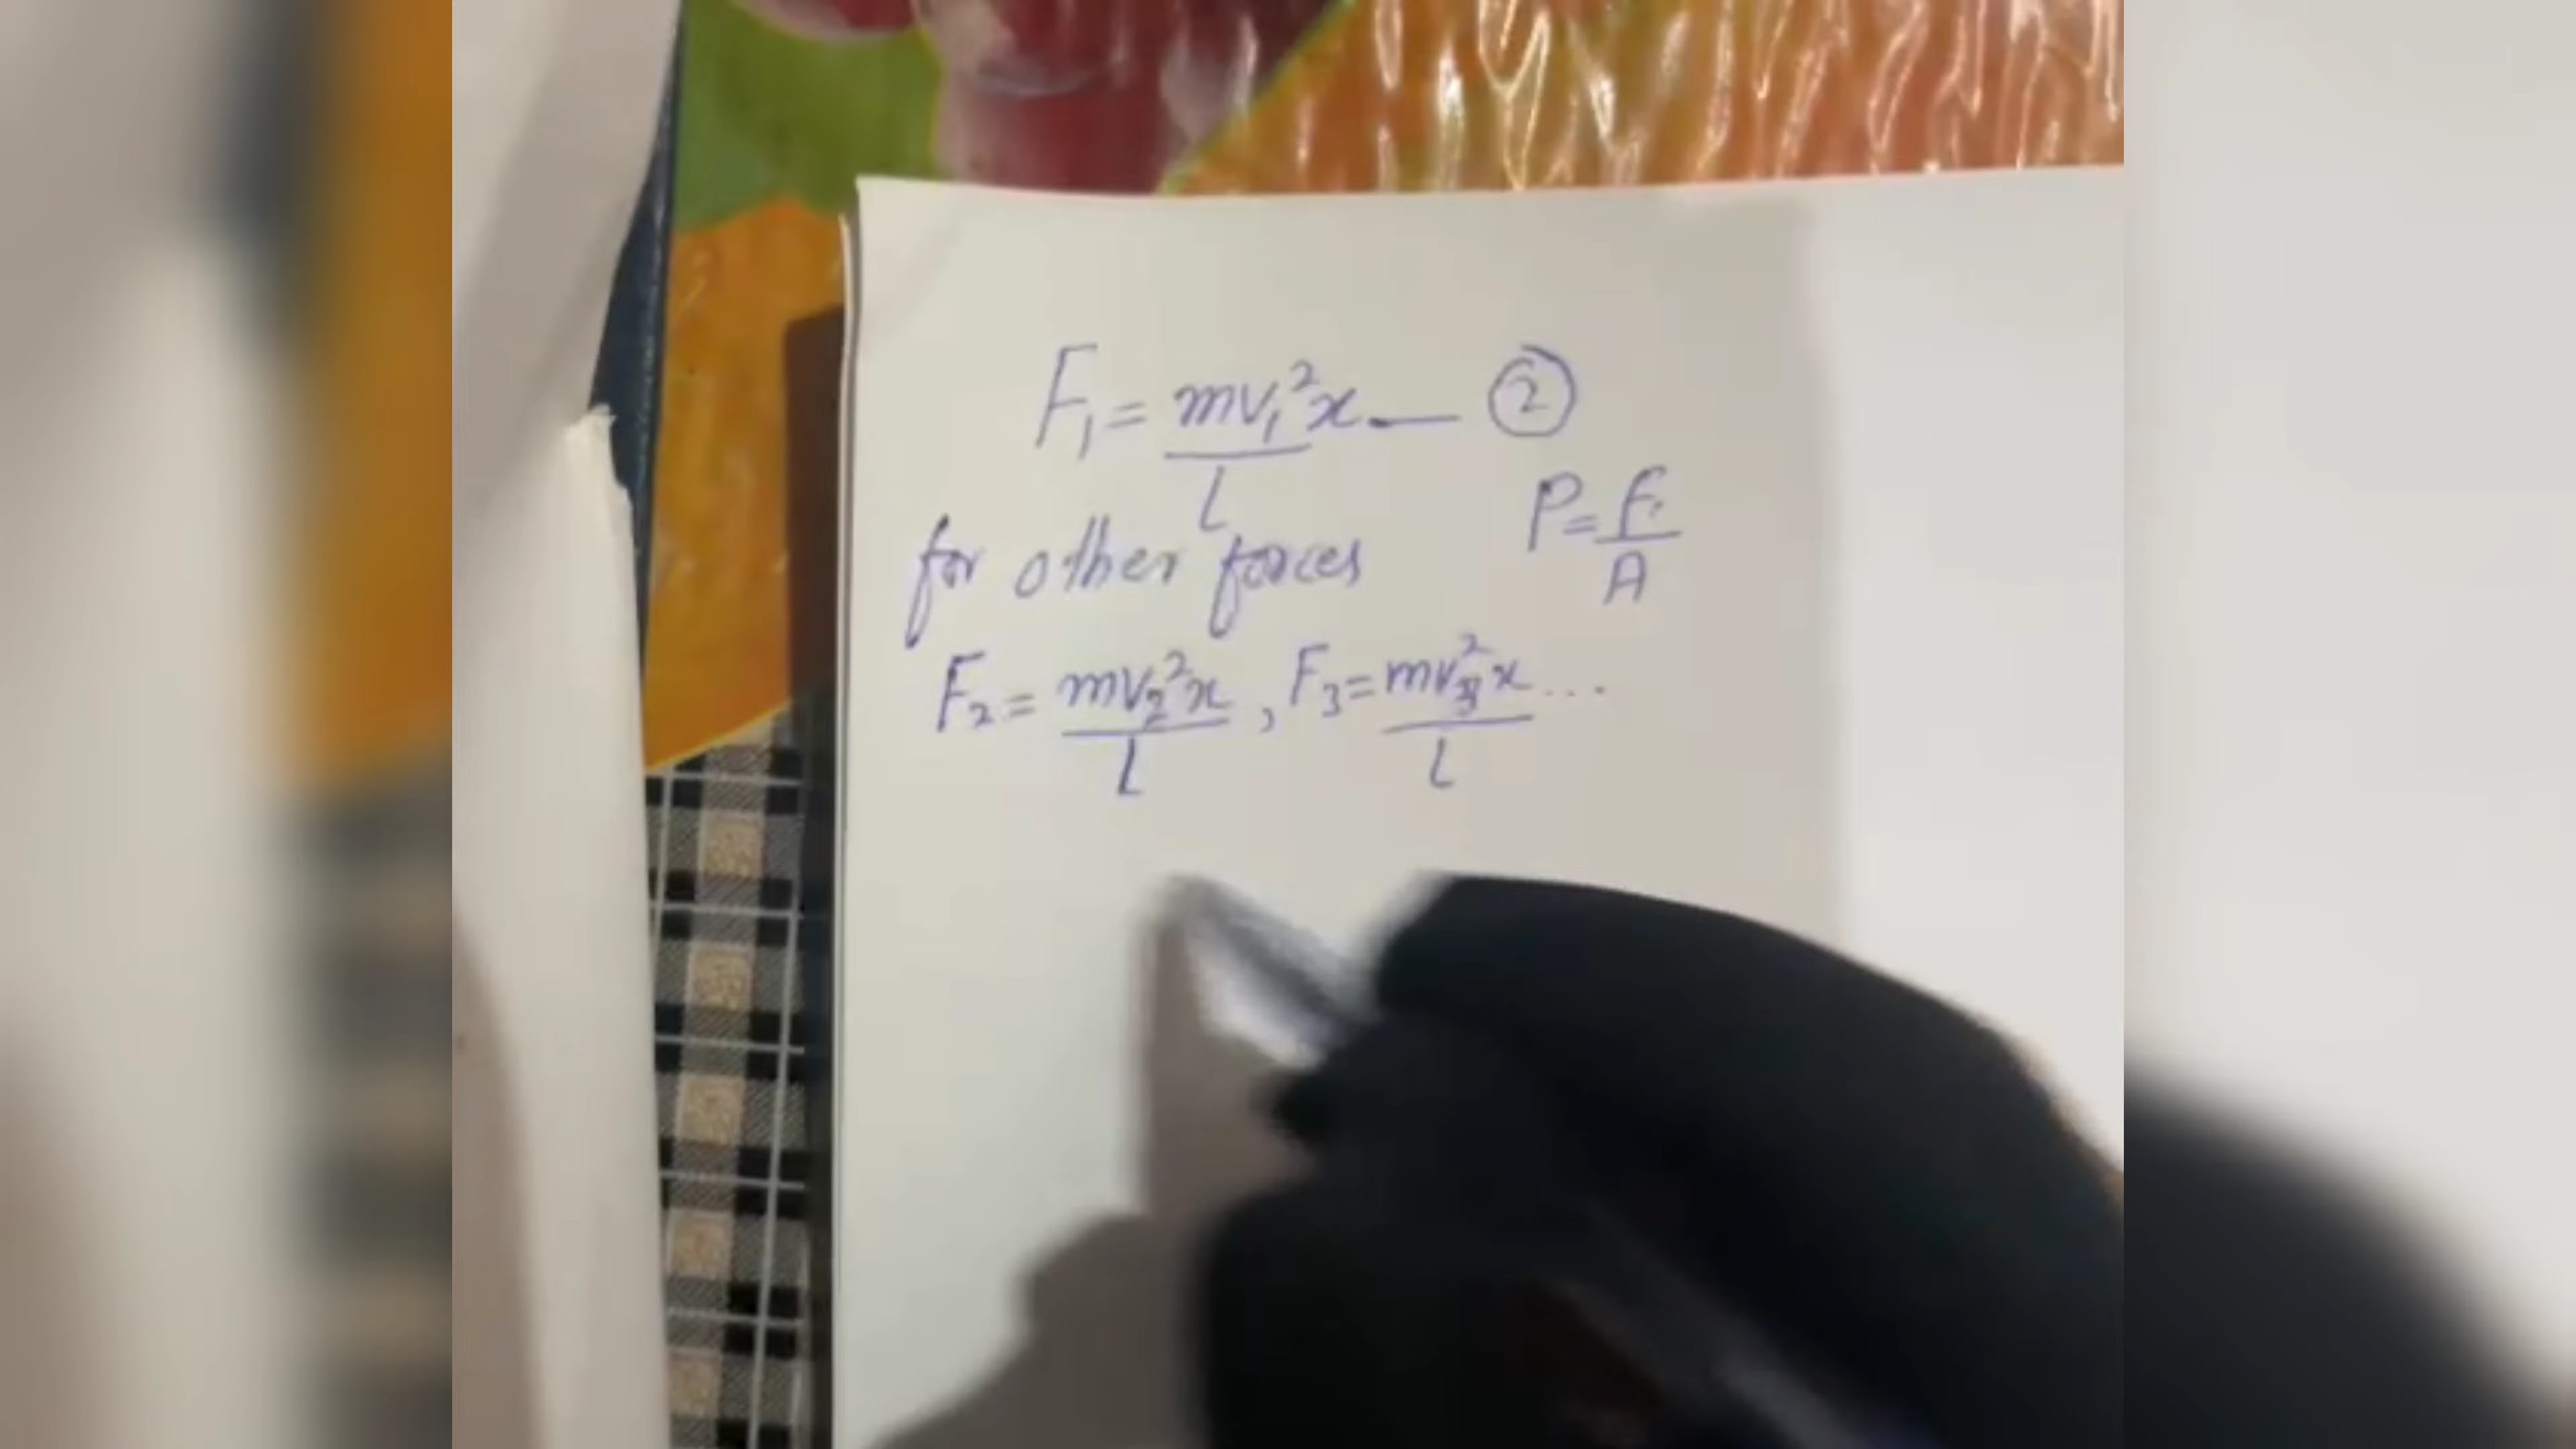 F₁ = mv₁²x/L — ②
for other forces
P = F/A
F₂ = mv₂²x/L , F₃ = mv₃²x/L ...